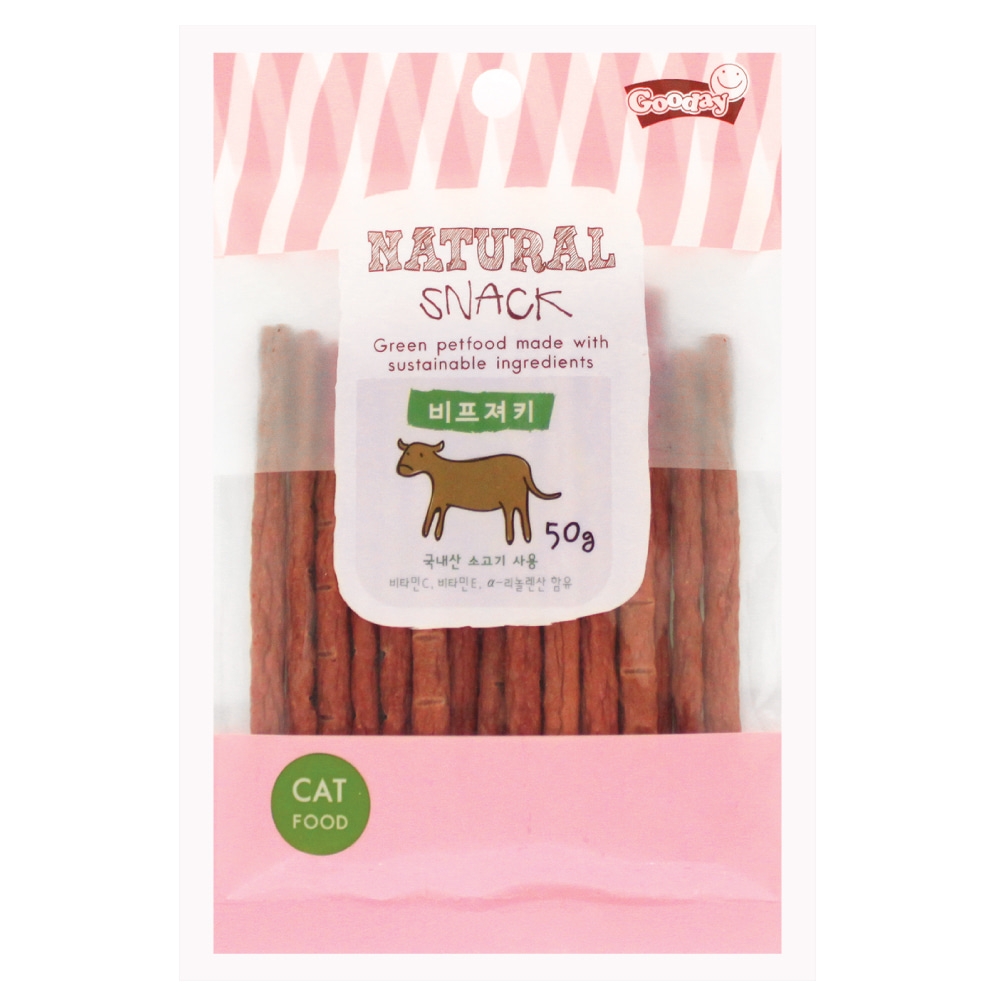 Gooday
NATURAL
SNACK
Green petfood made with
sustainable ingredients
비프져키
50g
국내산 소고기 사용
비타민C, 비타민E, α-리놀렌산 함유
CAT
FOOD